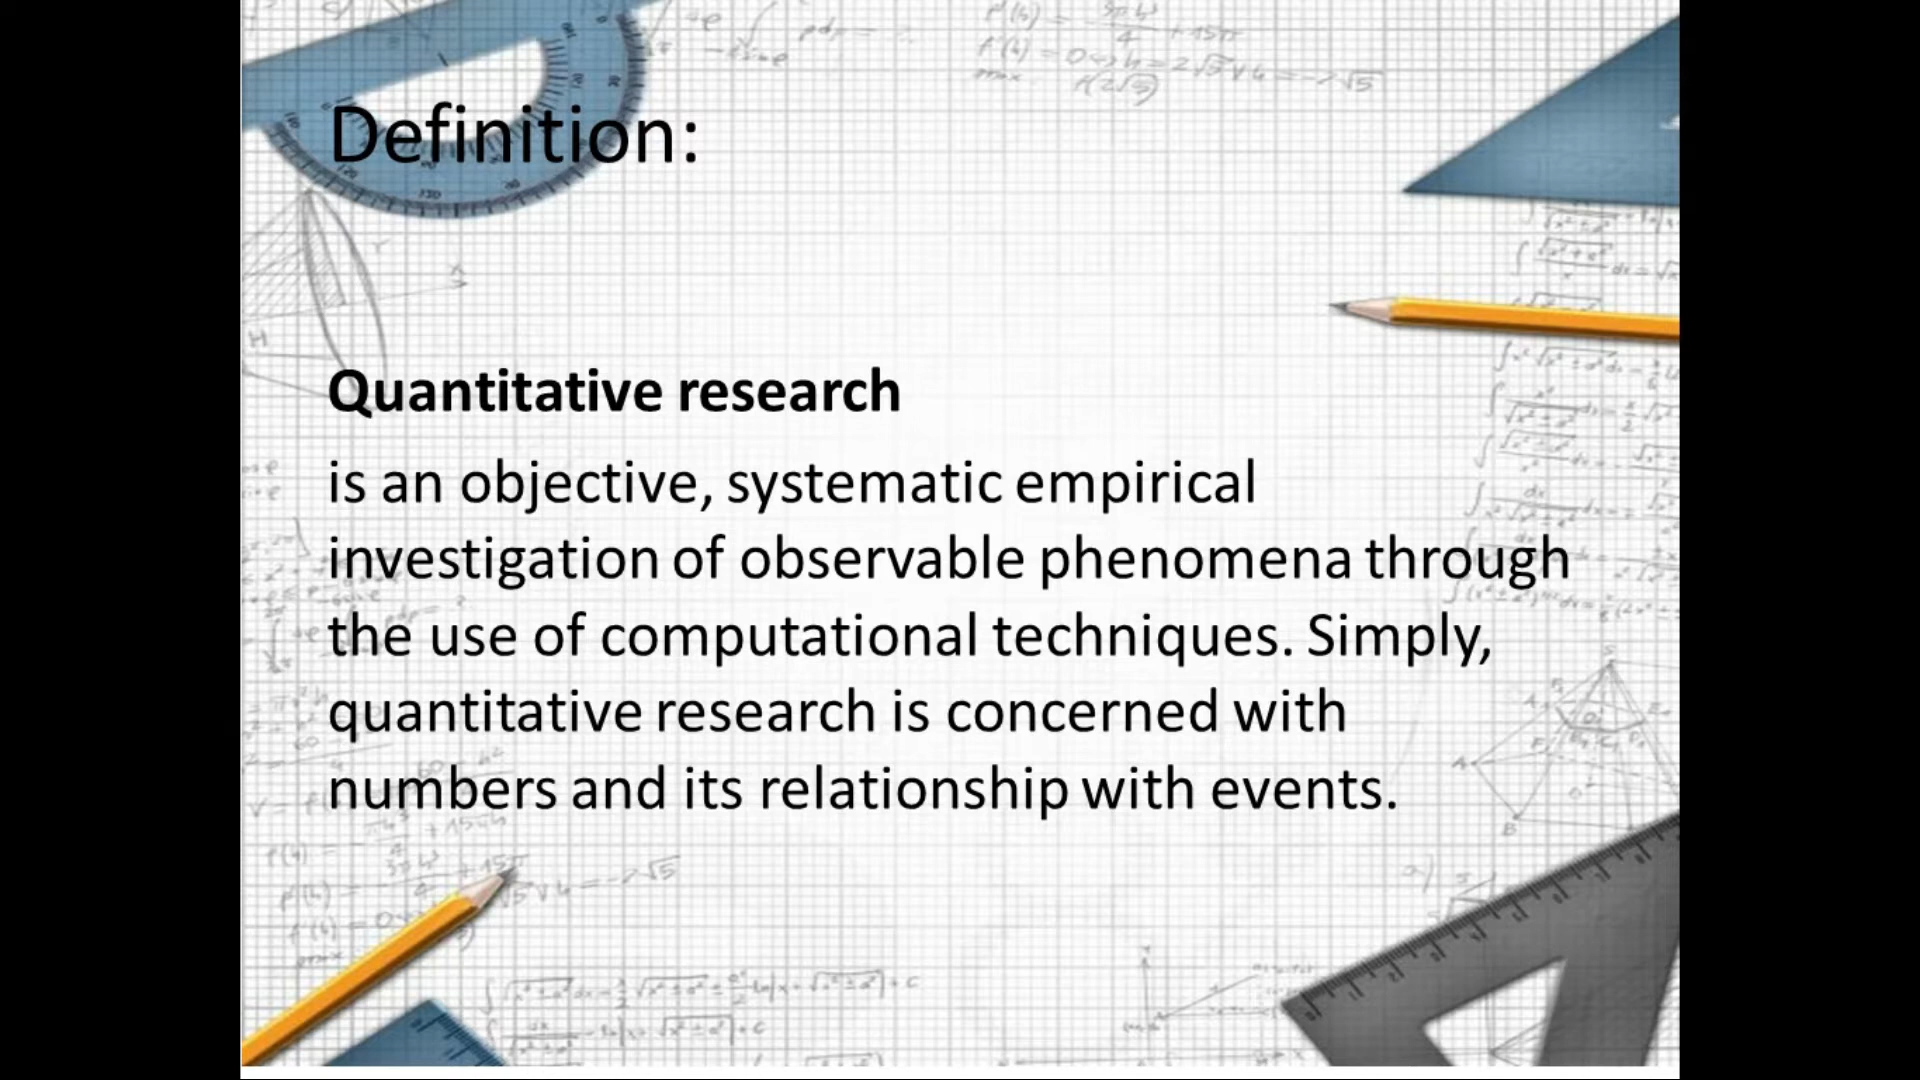 Definition:
Quantitative research
is an objective, systematic empirical
investigation of observable phenomena through
the use of computational techniques. Simply,
quantitative research is concerned with
numbers and its relationship with events.